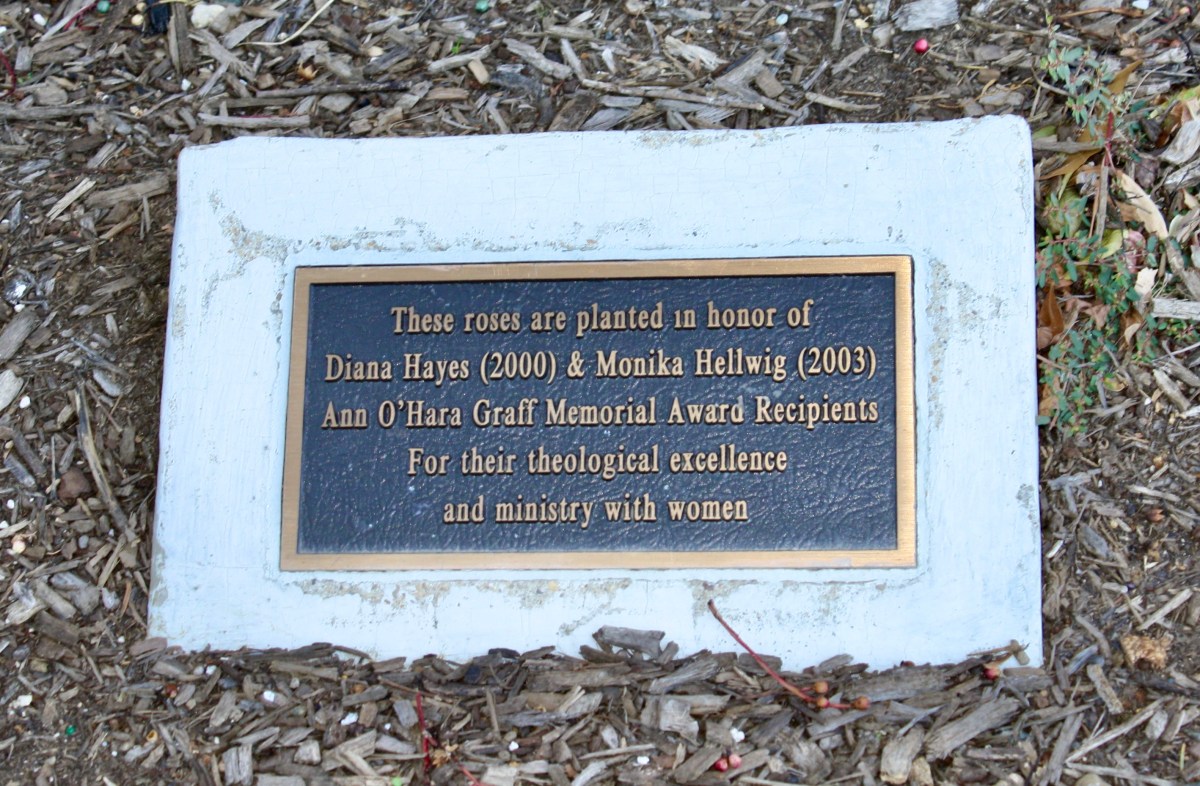 These roses are planted in honor of
Diana Hayes (2000) & Monika Hellwig (2003)
Ann O'Hara Graff Memorial Award Recipients
For their theological excellence
and ministry with women